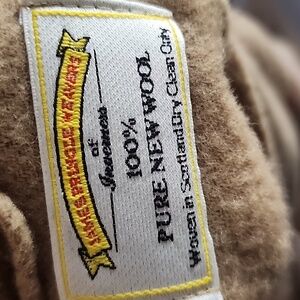 JAMES PRINGLE WEAVERS
of
Inverness
100%
PURE NEW WOOL
Woven in Scotland Dry Clean Only